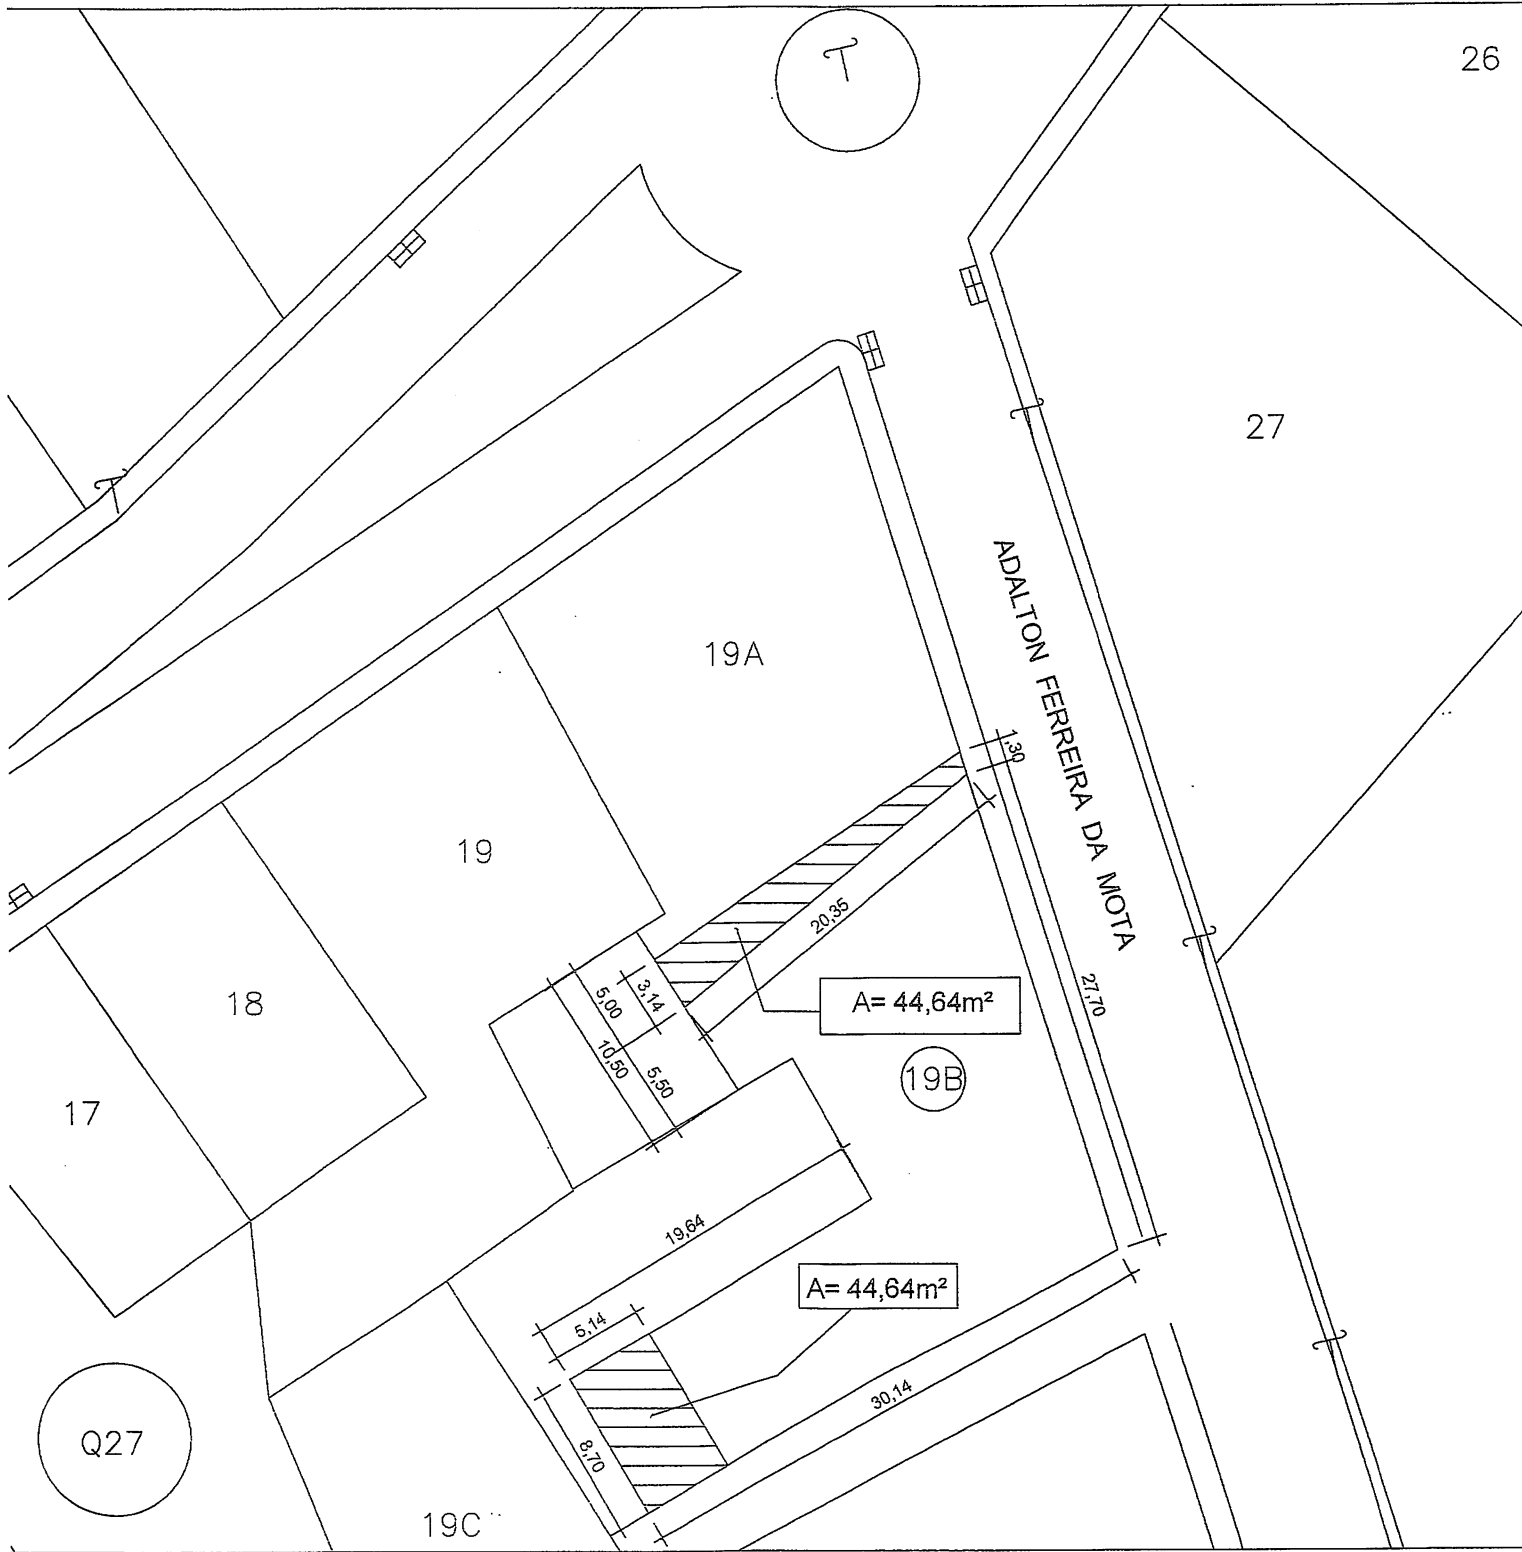 26
27
19A
ADALTON FERREIRA DA MOTA
1,30
19
20,35
18
5,00
3,14
A= 44,64m²
27,70
10,50
5,50
19B
17
19,64
A= 44,64m²
5,14
30,14
Q27
8,70
19C